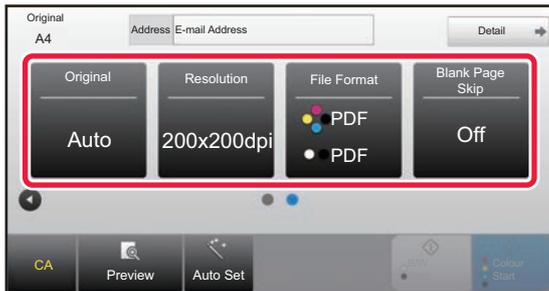 Original
A4
Address E-mail Address
Detail
Original
Auto
Resolution
200x200dpi
File Format
PDF
PDF
Blank Page
Skip
Off
CA
Preview
Auto Set
B/W
Start
Colour
Start